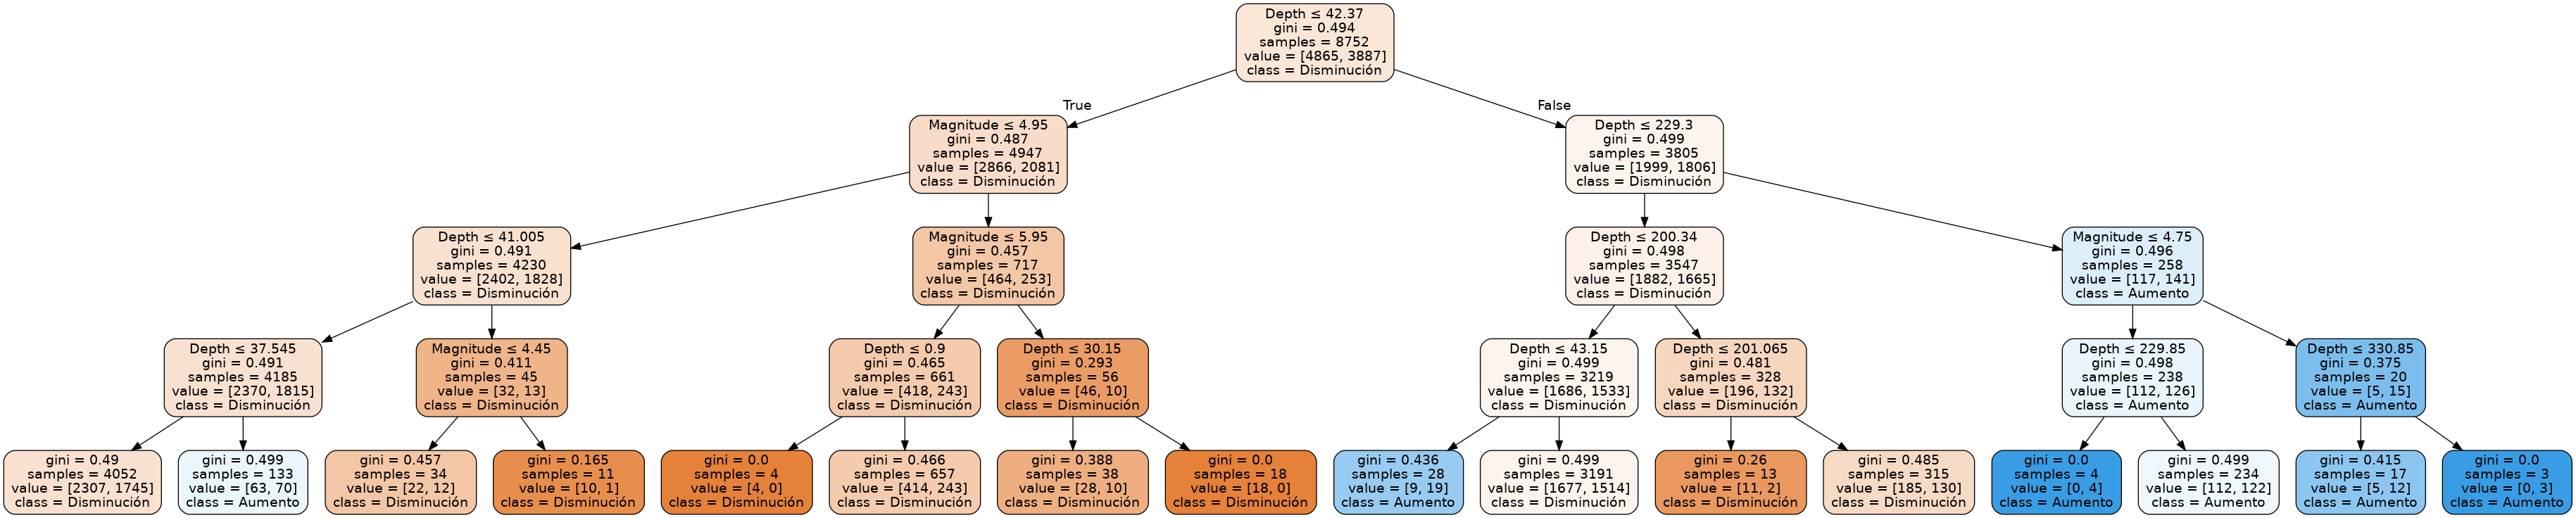 Depth ≤ 42.37
gini = 0.494
samples = 8752
value = [4865, 3887]
class = Disminución
True
False
Magnitude ≤ 4.95
gini = 0.487
samples = 4947
value = [2866, 2081]
class = Disminución
Depth ≤ 229.3
gini = 0.499
samples = 3805
value = [1999, 1806]
class = Disminución
Depth ≤ 41.005
gini = 0.491
samples = 4230
value = [2402, 1828]
class = Disminución
Magnitude ≤ 5.95
gini = 0.457
samples = 717
value = [464, 253]
class = Disminución
Depth ≤ 200.34
gini = 0.498
samples = 3547
value = [1882, 1665]
class = Disminución
Magnitude ≤ 4.75
gini = 0.496
samples = 258
value = [117, 141]
class = Aumento
Depth ≤ 37.545
gini = 0.491
samples = 4185
value = [2370, 1815]
class = Disminución
Magnitude ≤ 4.45
gini = 0.411
samples = 45
value = [32, 13]
class = Disminución
Depth ≤ 0.9
gini = 0.465
samples = 661
value = [418, 243]
class = Disminución
Depth ≤ 30.15
gini = 0.293
samples = 56
value = [46, 10]
class = Disminución
Depth ≤ 43.15
gini = 0.499
samples = 3219
value = [1686, 1533]
class = Disminución
Depth ≤ 201.065
gini = 0.481
samples = 328
value = [196, 132]
class = Disminución
Depth ≤ 229.85
gini = 0.498
samples = 238
value = [112, 126]
class = Aumento
Depth ≤ 330.85
gini = 0.375
samples = 20
value = [5, 15]
class = Aumento
gini = 0.49
samples = 4052
value = [2307, 1745]
class = Disminución
gini = 0.499
samples = 133
value = [63, 70]
class = Aumento
gini = 0.457
samples = 34
value = [22, 12]
class = Disminución
gini = 0.165
samples = 11
value = [10, 1]
class = Disminución
gini = 0.0
samples = 4
value = [4, 0]
class = Disminución
gini = 0.466
samples = 657
value = [414, 243]
class = Disminución
gini = 0.388
samples = 38
value = [28, 10]
class = Disminución
gini = 0.0
samples = 18
value = [18, 0]
class = Disminución
gini = 0.436
samples = 28
value = [9, 19]
class = Aumento
gini = 0.499
samples = 3191
value = [1677, 1514]
class = Disminución
gini = 0.26
samples = 13
value = [11, 2]
class = Disminución
gini = 0.485
samples = 315
value = [185, 130]
class = Disminución
gini = 0.0
samples = 4
value = [0, 4]
class = Aumento
gini = 0.499
samples = 234
value = [112, 122]
class = Aumento
gini = 0.415
samples = 17
value = [5, 12]
class = Aumento
gini = 0.0
samples = 3
value = [0, 3]
class = Aumento